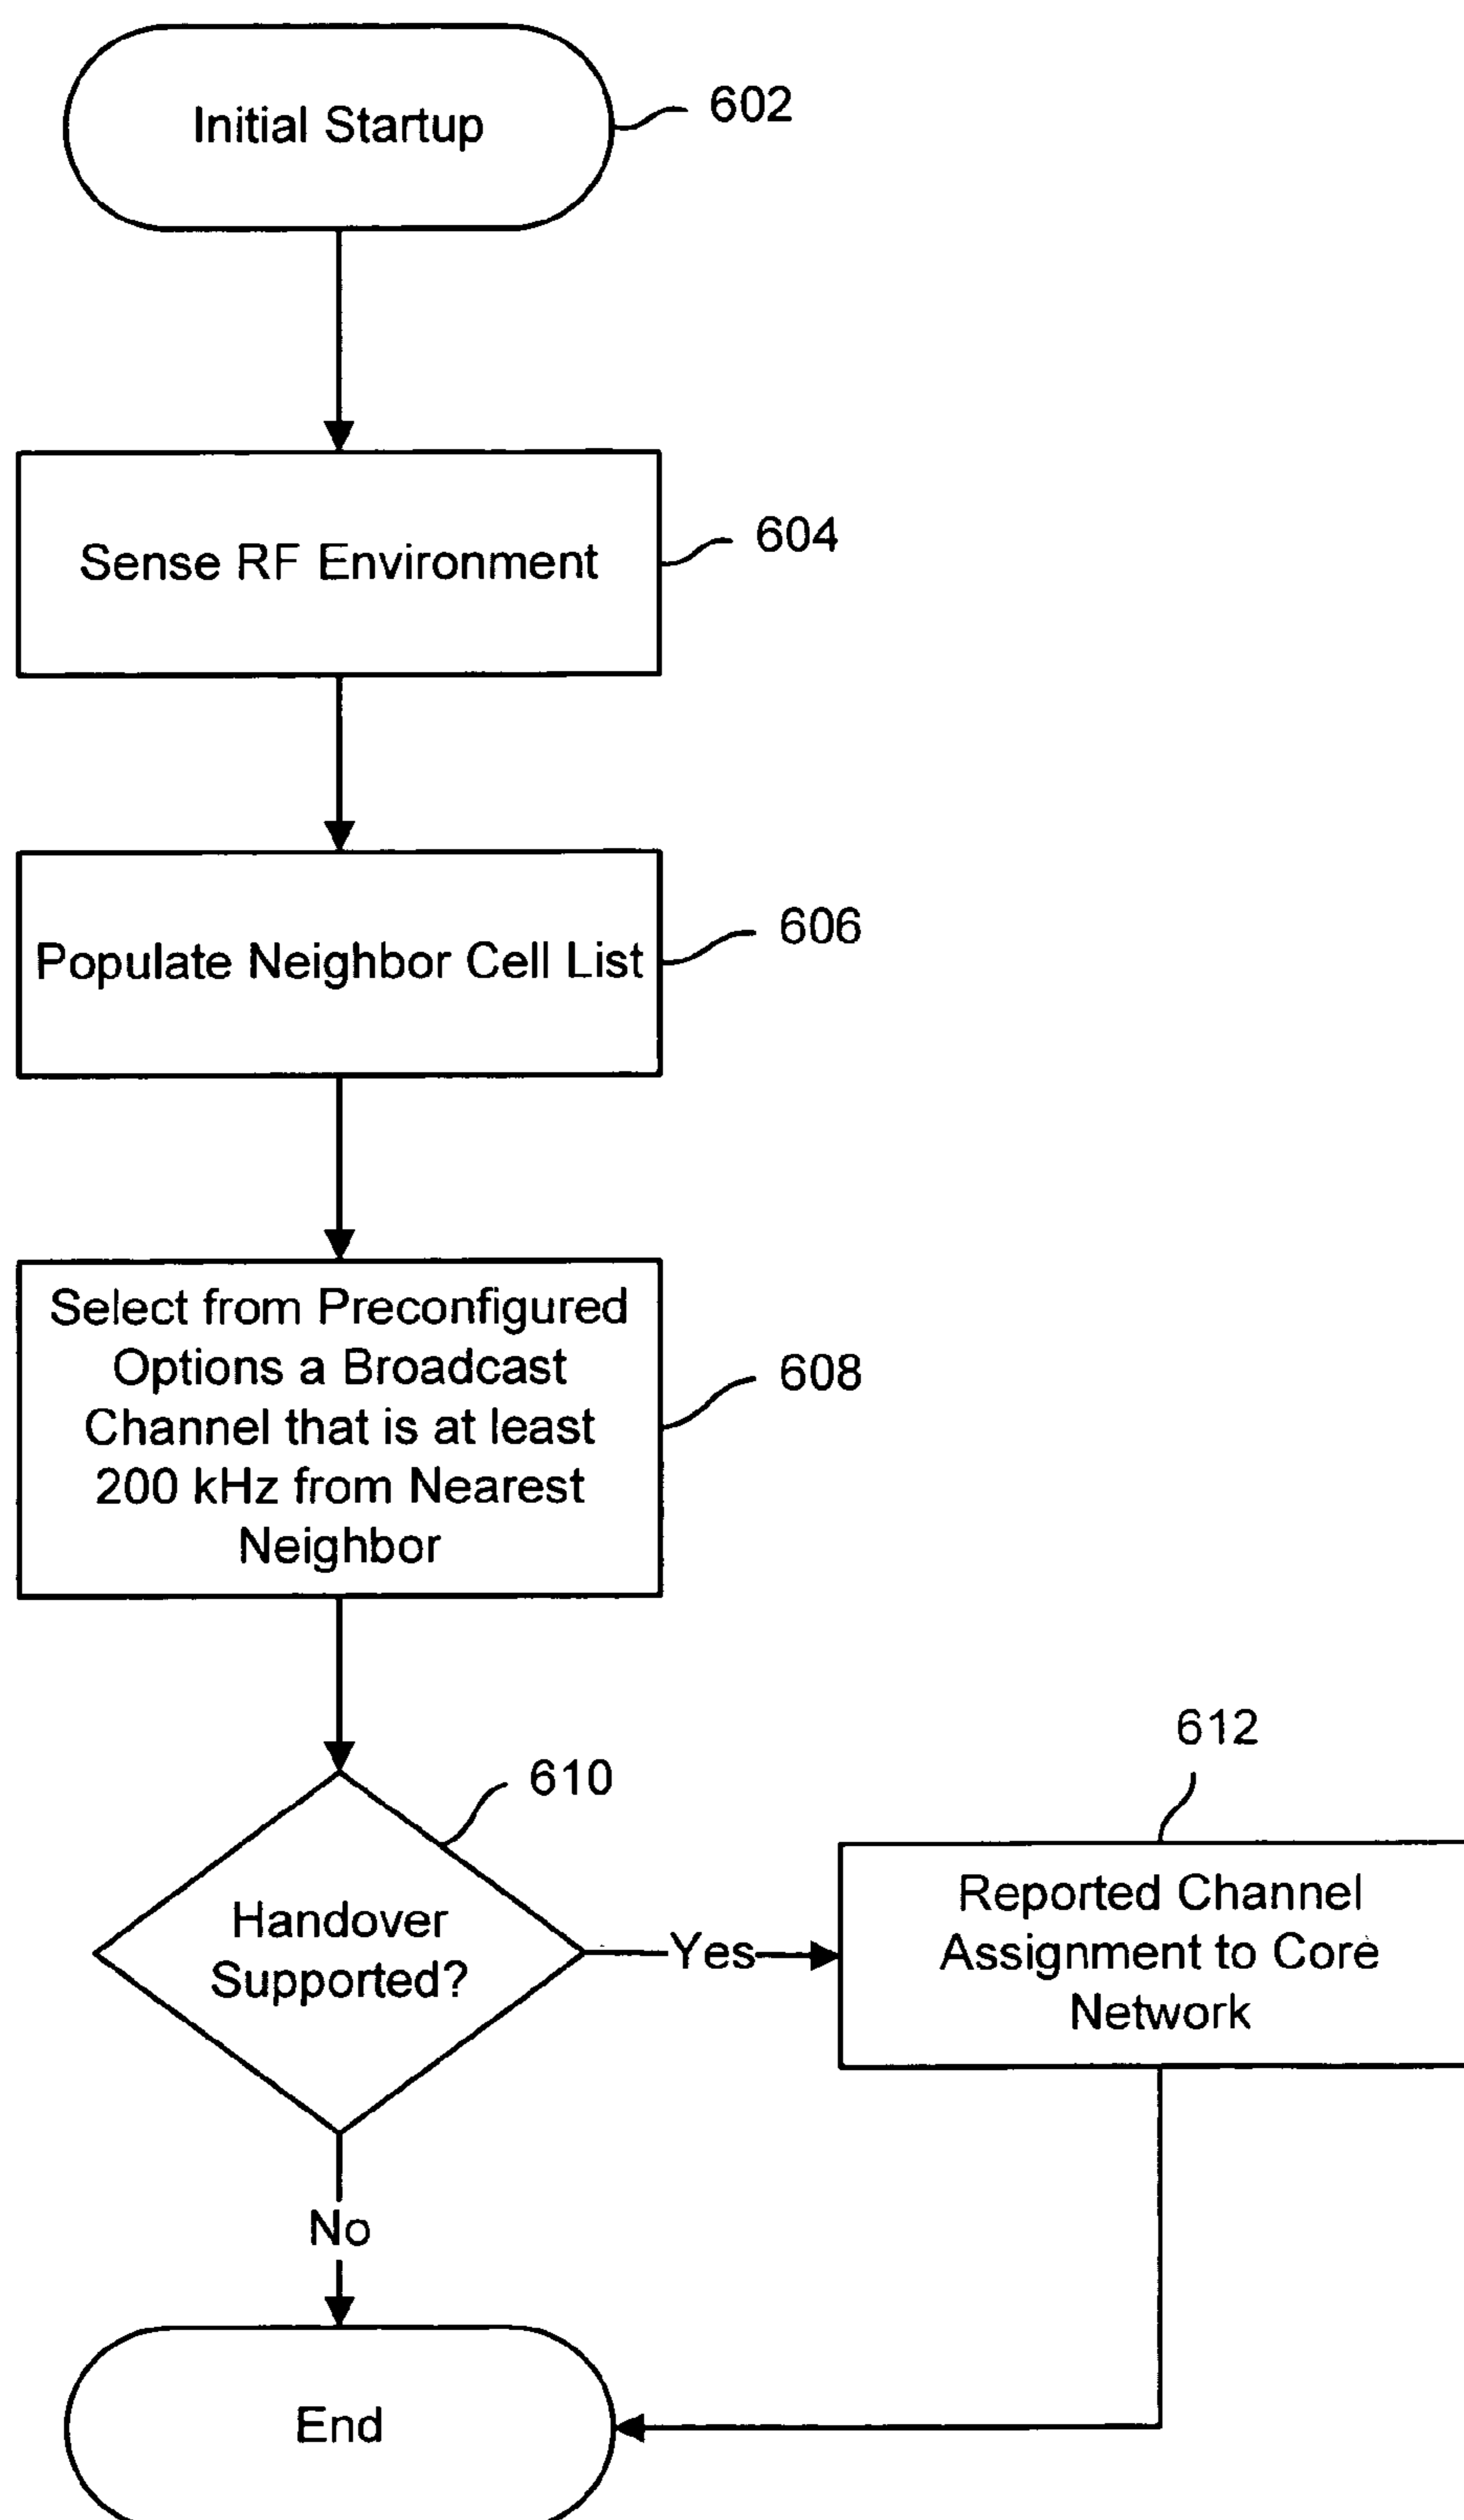 Initial Startup
602
Sense RF Environment
604
Populate Neighbor Cell List
606
Select from Preconfigured
Options a Broadcast
Channel that is at least
200 kHz from Nearest
Neighbor
608
610
Handover
Supported?
Yes
612
Reported Channel
Assignment to Core
Network
No
End